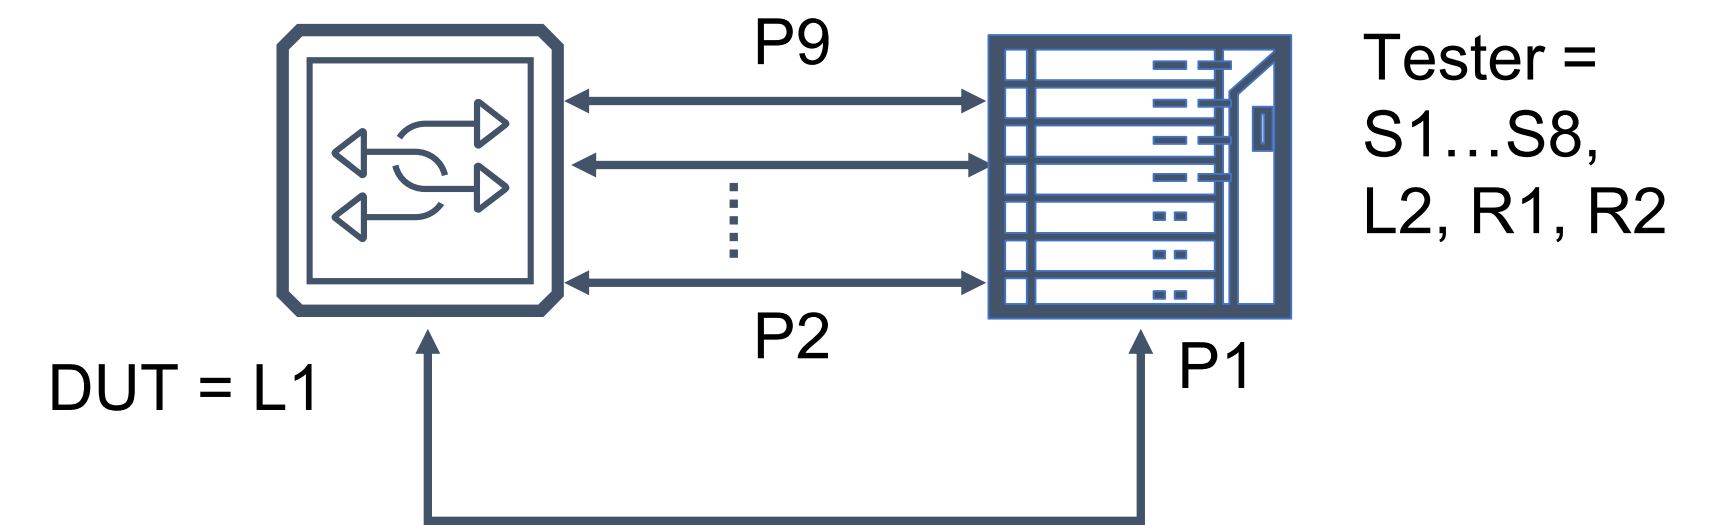 P9
Tester =
S1...S8,
L2, R1, R2
P2
P1
DUT = L1